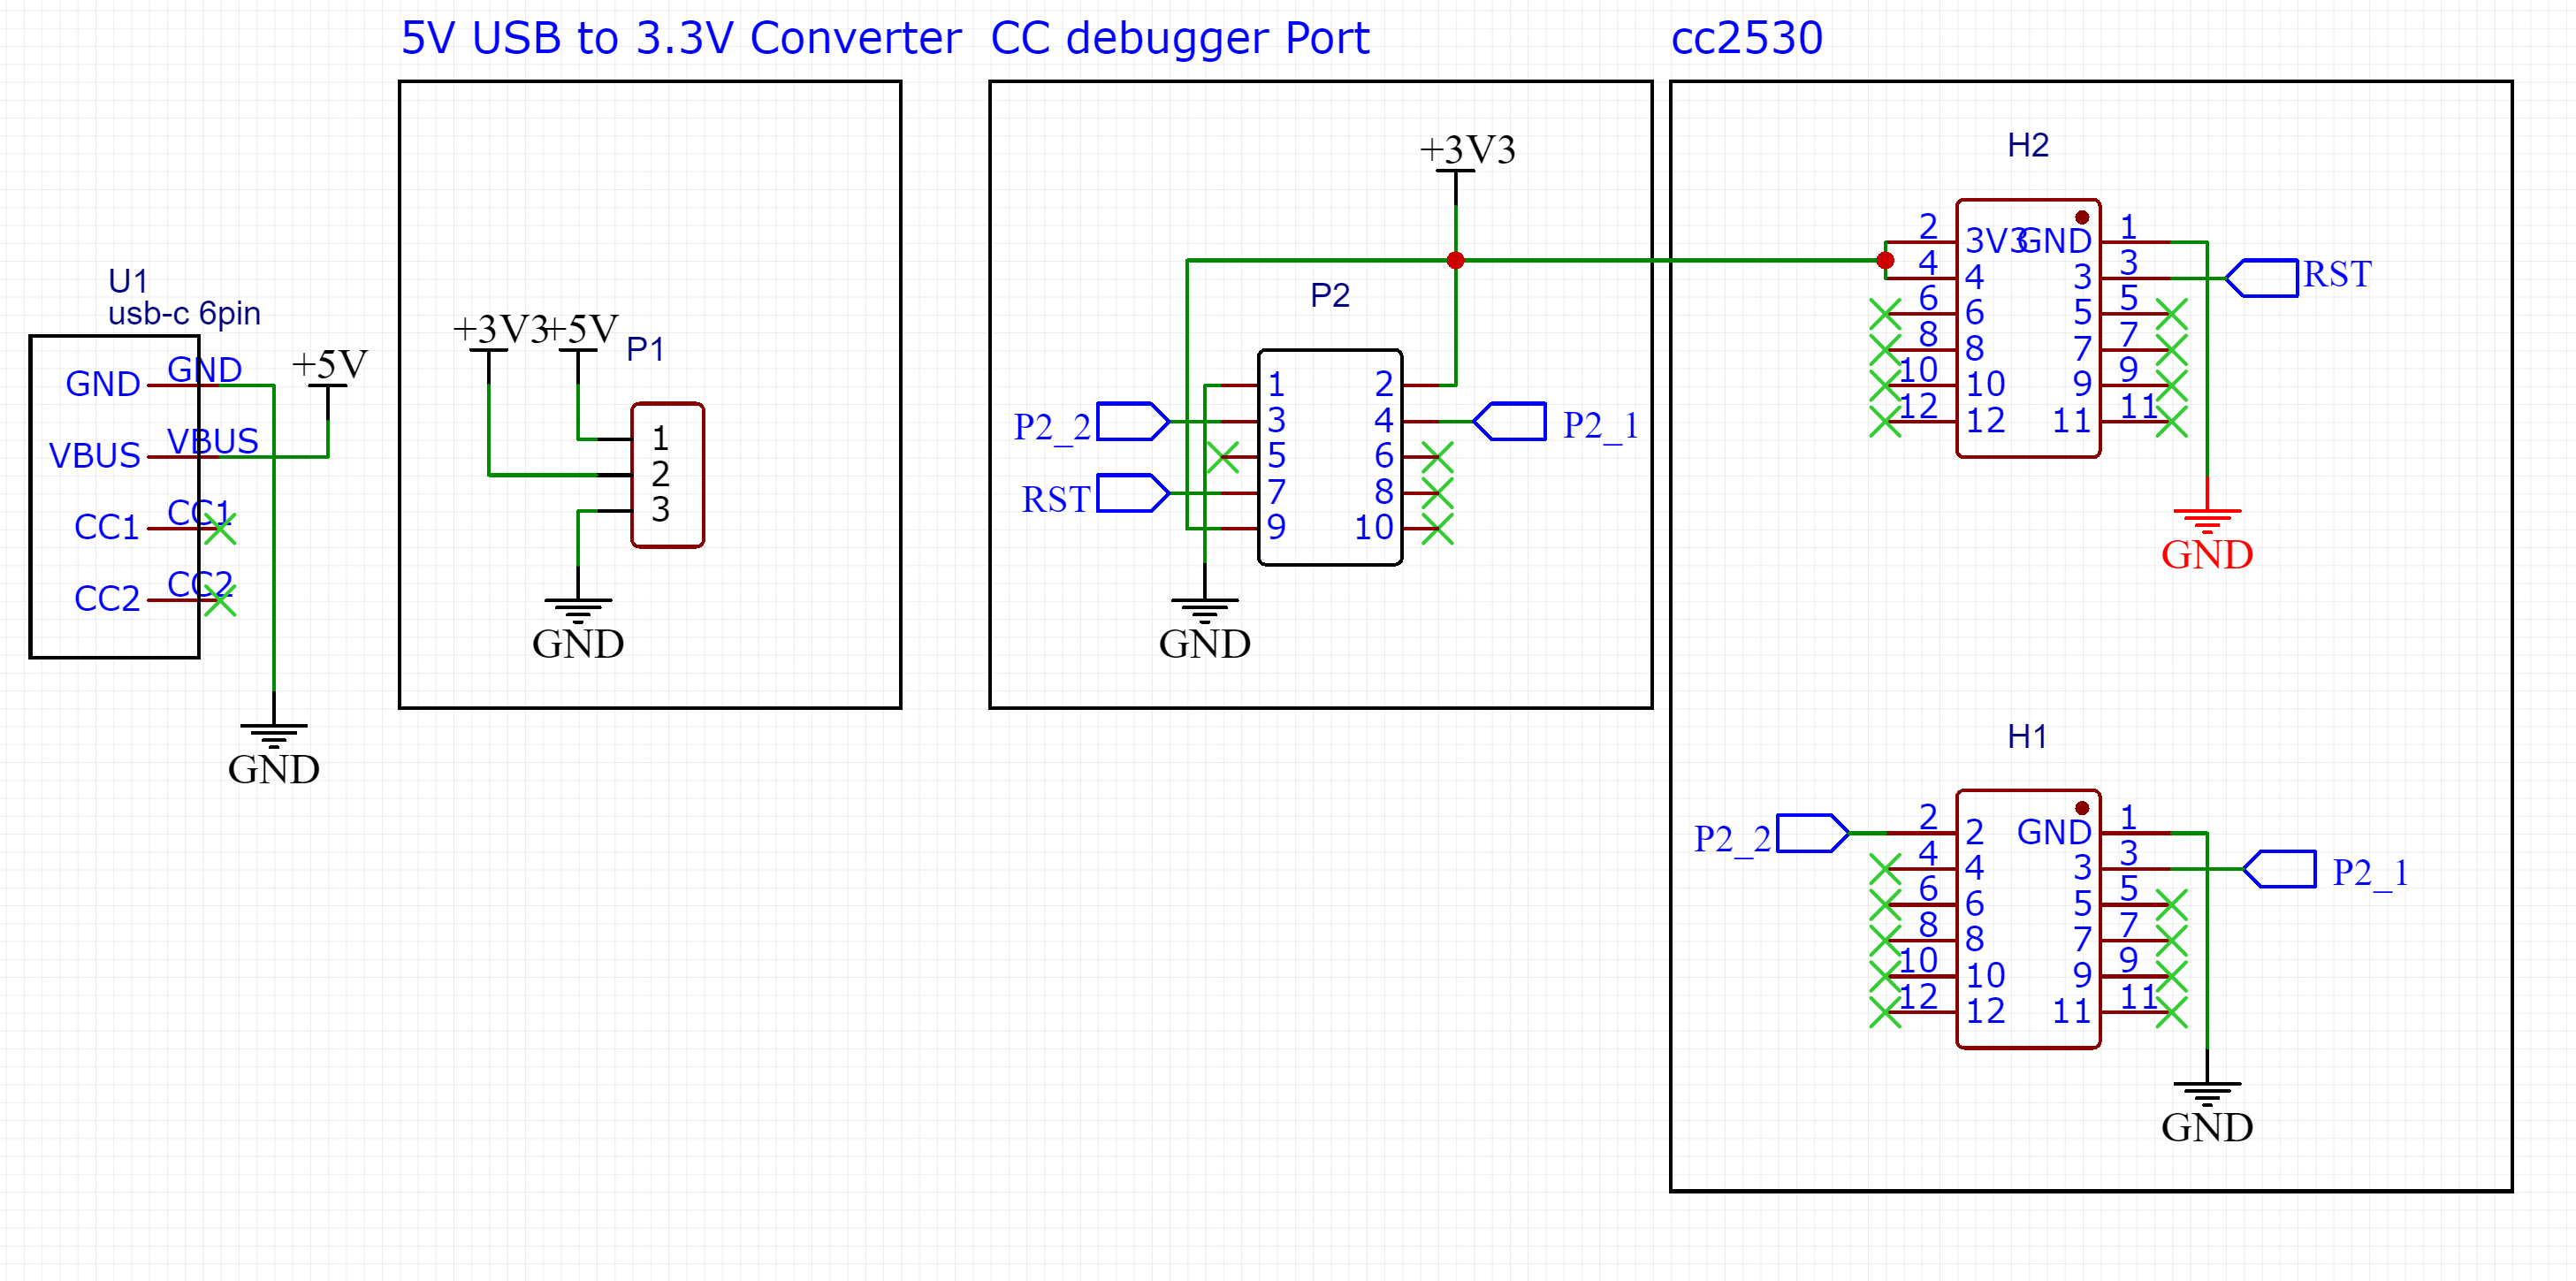 5V USB to 3.3V Converter
CC debugger Port
cc2530
U1
usb-c 6pin
GND GND
VBUS VBUS
CC1 CC1
CC2 CC2
+5V
GND
+3V3
+5V
P1
1
2
3
GND
+3V3
P2
1 2
P2_2 3 4 P2_1
5 6
RST 7 8
9 10
GND
H2
2 3V3 GND 1
4 4 3 3 RST
6 6 5 5
8 8 7 7
10 10 9 9
12 12 11 11
GND
H1
P2_2 2 2 GND 1
4 4 3 3 P2_1
6 6 5 5
8 8 7 7
10 10 9 9
12 12 11 11
GND